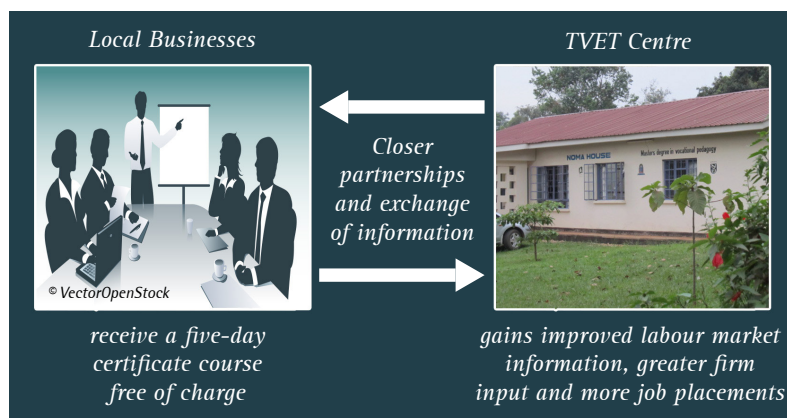 Local Businesses
TVET Centre
NOMA HOUSE
Master's degree in vocational pedagogy
Closer
partnerships
and exchange
of information
© VectorOpenStock
receive a five-day
certificate course
free of charge
gains improved labour market
information, greater firm
input and more job placements